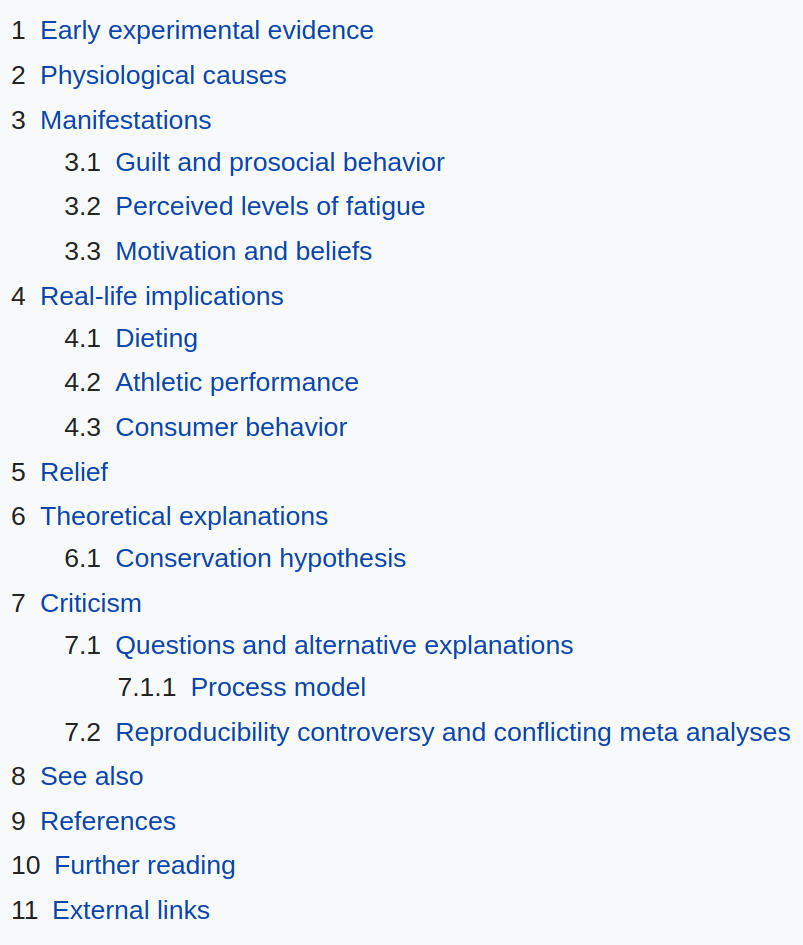 1 Early experimental evidence
2 Physiological causes
3 Manifestations
3.1 Guilt and prosocial behavior
3.2 Perceived levels of fatigue
3.3 Motivation and beliefs
4 Real-life implications
4.1 Dieting
4.2 Athletic performance
4.3 Consumer behavior
5 Relief
6 Theoretical explanations
6.1 Conservation hypothesis
7 Criticism
7.1 Questions and alternative explanations
7.1.1 Process model
7.2 Reproducibility controversy and conflicting meta analyses
8 See also
9 References
10 Further reading
11 External links